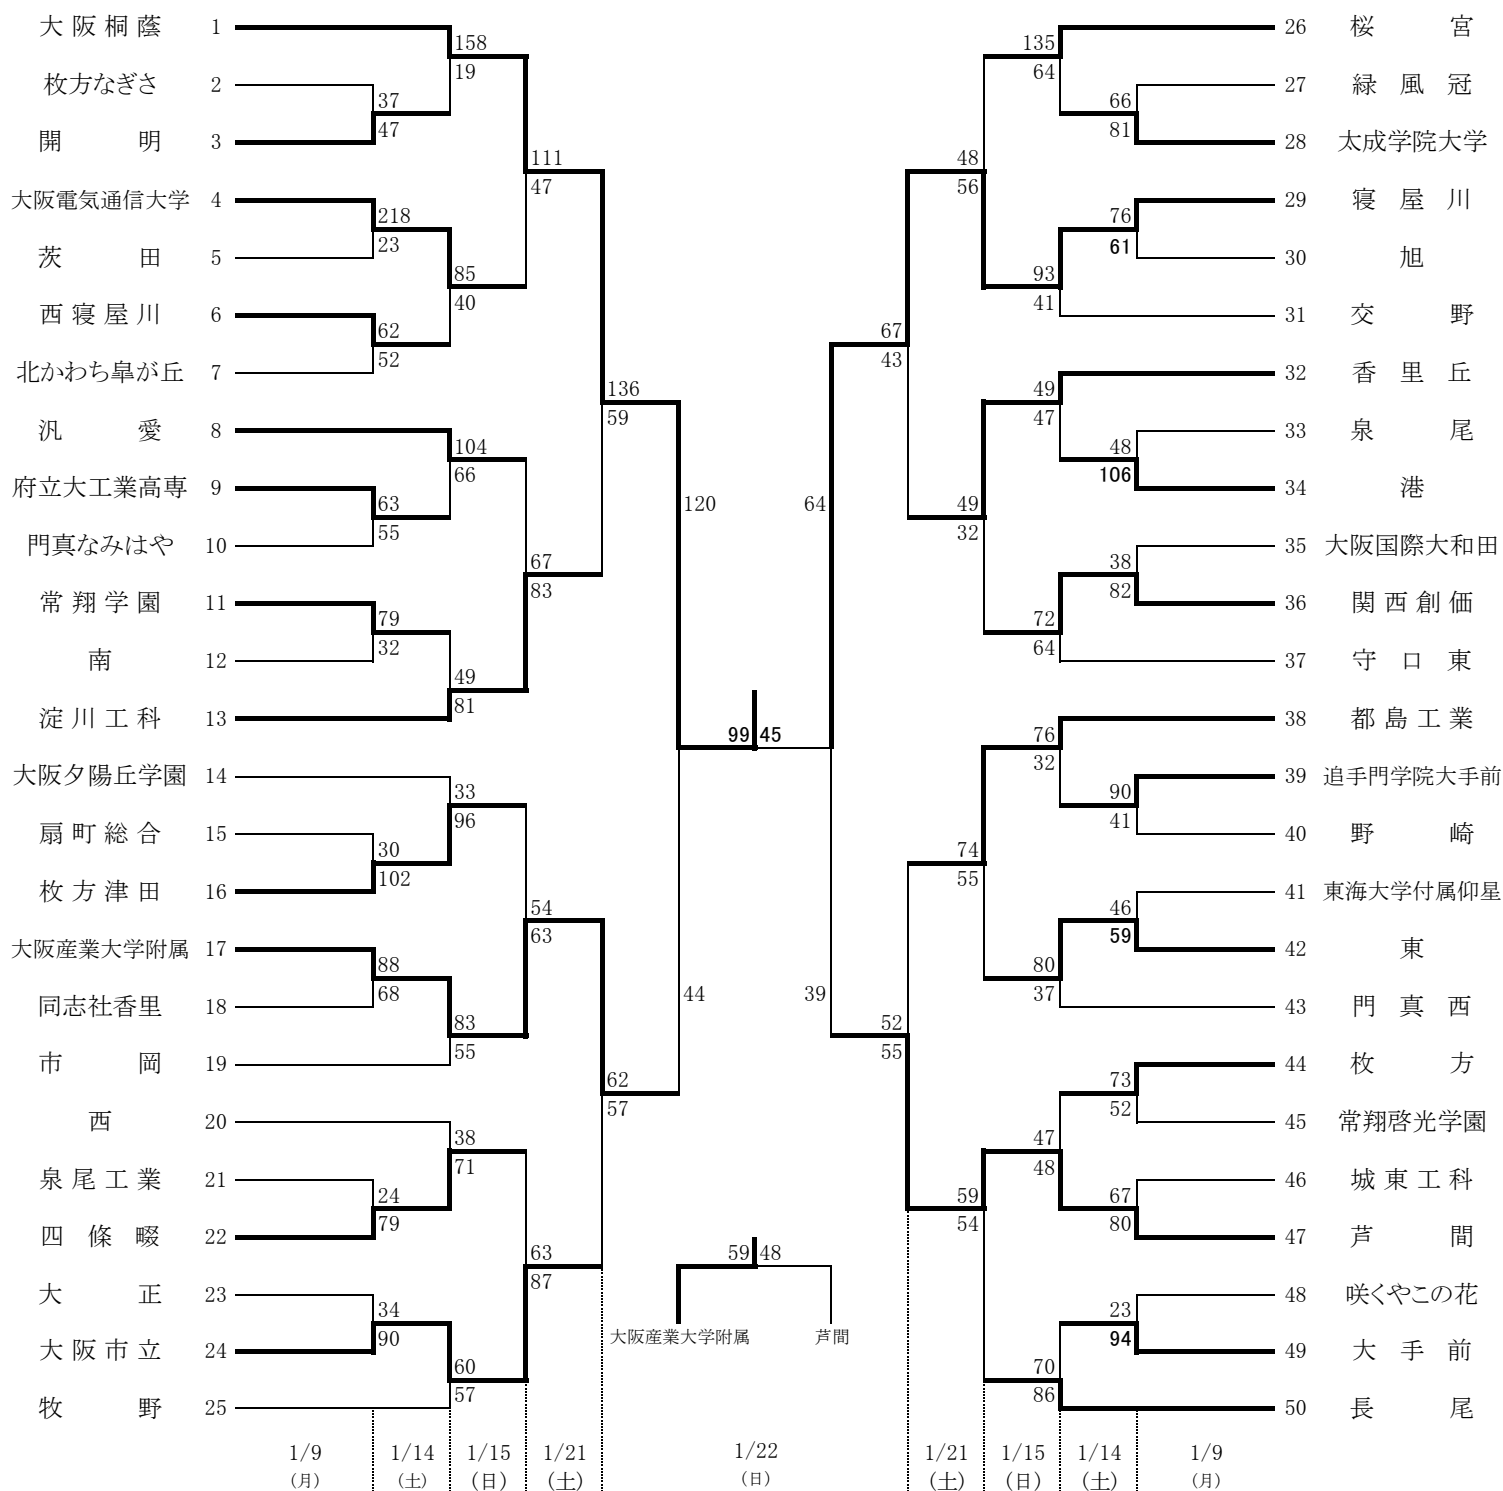 大阪桐蔭 1
枚方なぎさ 2
開明 3
大阪電気通信大学 4
茨田 5
西寝屋川 6
北かわち皐が丘 7
汎愛 8
府立大工業高専 9
門真なみはや 10
常翔学園 11
南 12
淀川工科 13
大阪夕陽丘学園 14
扇町総合 15
枚方津田 16
大阪産業大学附属 17
同志社香里 18
市岡 19
西 20
泉尾工業 21
四條畷 22
大正 23
大阪市立 24
牧野 25
37
47
218
23
62
52
63
55
79
32
30
102
88
68
24
79
34
90
158
19
85
40
104
66
49
81
33
96
83
55
38
71
60
57
111
47
67
83
54
63
63
87
136
59
62
57
120
44
99 45
59 48
大阪産業大学附属 芦間
64
39
67
43
52
55
48
56
49
32
74
55
59
54
135
64
93
41
49
47
72
64
76
32
80
37
47
48
70
86
66
81
76
61
48
106
38
82
90
41
46
59
73
52
67
80
23
94
26 桜宮
27 緑風冠
28 太成学院大学
29 寝屋川
30 旭
31 交野
32 香里丘
33 泉尾
34 港
35 大阪国際大和田
36 関西創価
37 守口東
38 都島工業
39 追手門学院大手前
40 野崎
41 東海大学付属仰星
42 東
43 門真西
44 枚方
45 常翔啓光学園
46 城東工科
47 芦間
48 咲くやこの花
49 大手前
50 長尾
1/9 1/14 1/15 1/21 1/22 1/21 1/15 1/14 1/9
(月) (土) (日) (土) (日) (土) (日) (土) (月)